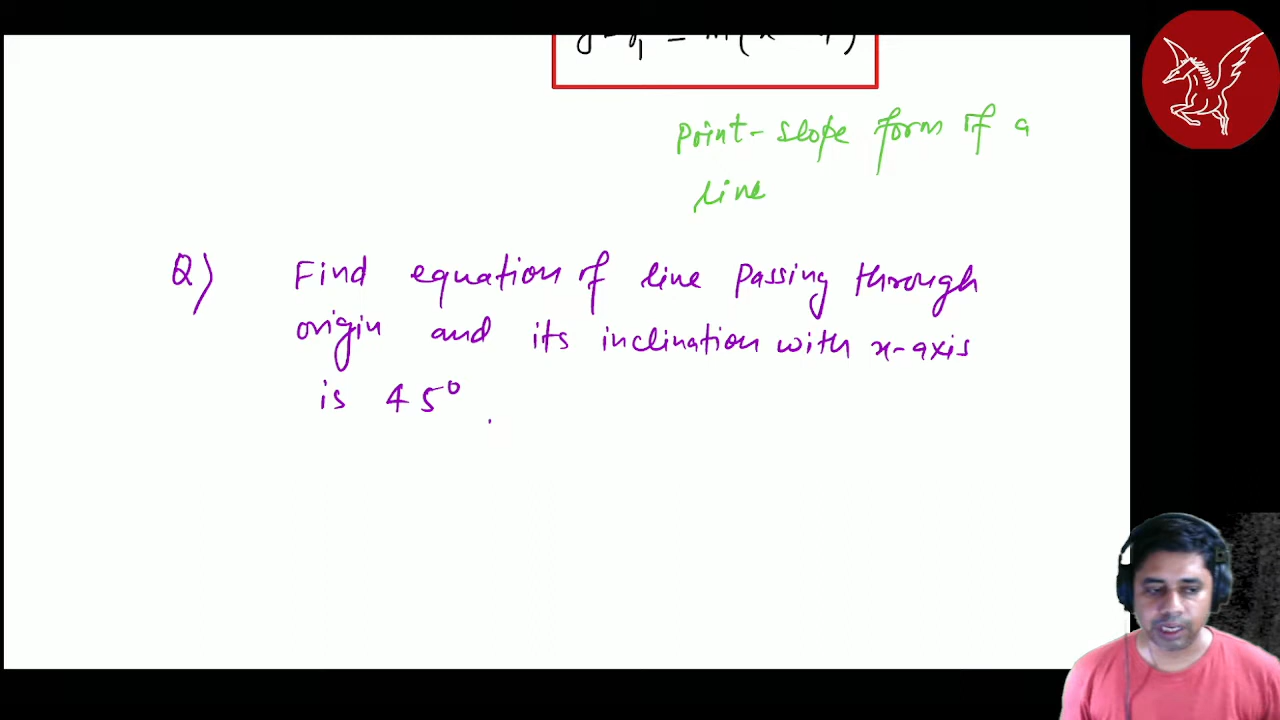 Point-slope form of a
line
Q) Find equation of line passing through
origin and its inclination with x-axis
is 45°